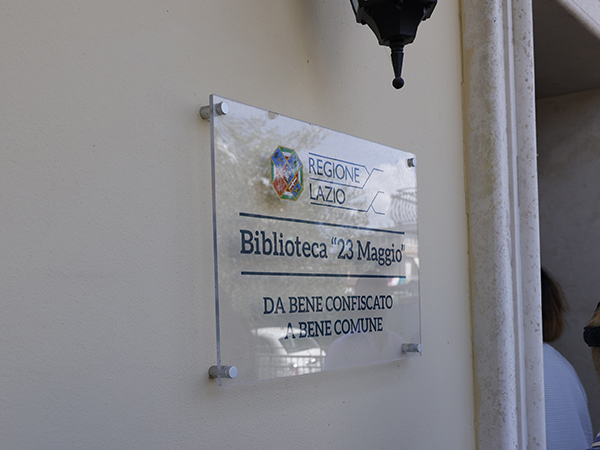 REGIONE
LAZIO
Biblioteca "23 Maggio"
DA BENE CONFISCATO
A BENE COMUNE